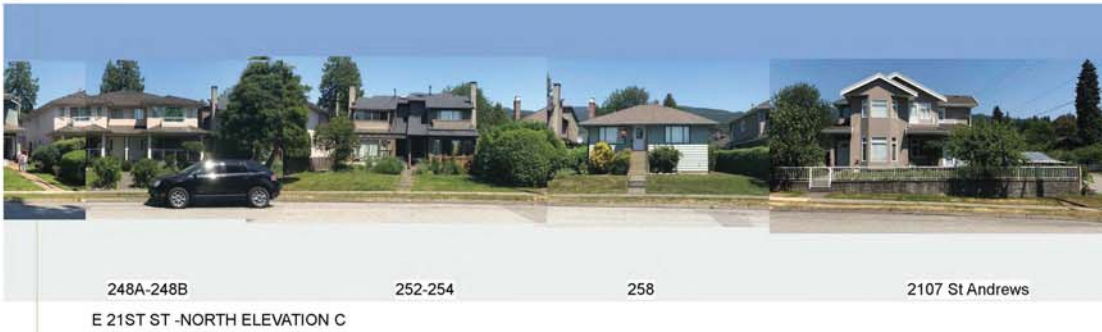 248A-248B 252-254 258 2107 St Andrews
E 21ST ST -NORTH ELEVATION C